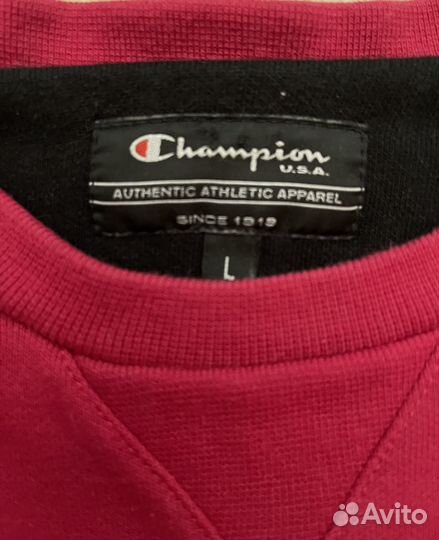 Champion
U.S.A.
AUTHENTIC ATHLETIC APPAREL
SINCE 1919
L
Avito